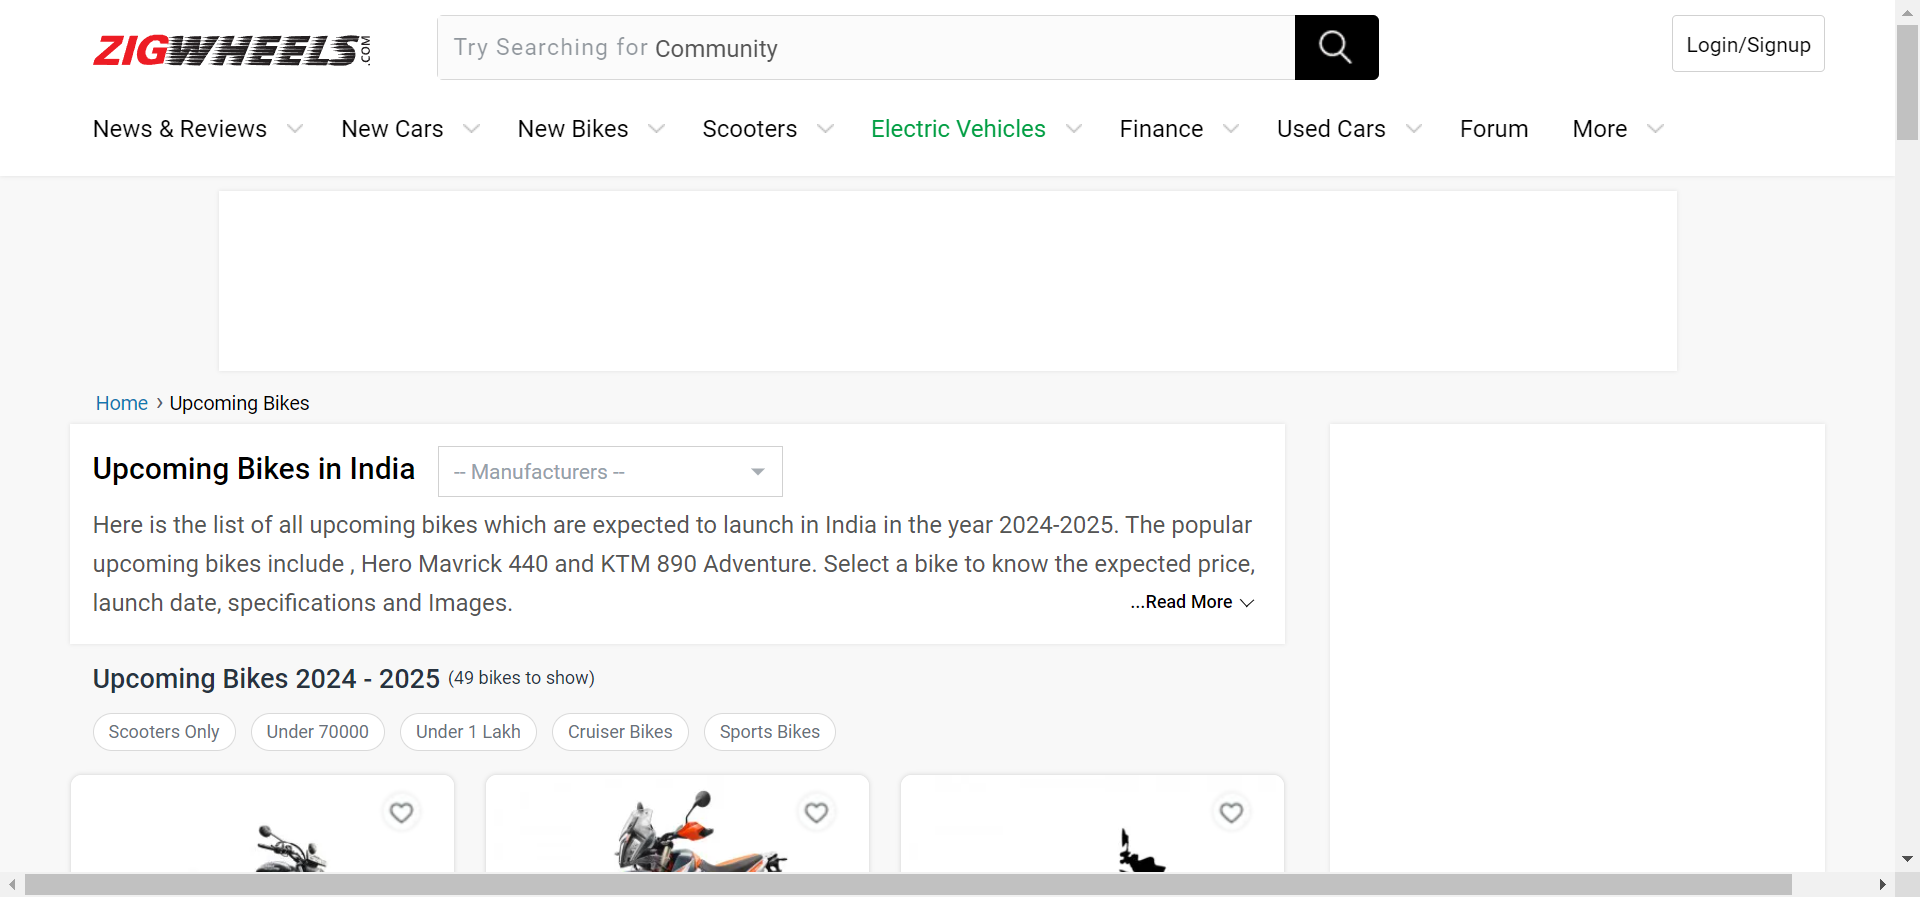 ZIGWHEELS.COM
Try Searching for Community
Login/Signup
News & Reviews New Cars New Bikes Scooters Electric Vehicles Finance Used Cars Forum More
Home › Upcoming Bikes
Upcoming Bikes in India
-- Manufacturers --
Here is the list of all upcoming bikes which are expected to launch in India in the year 2024-2025. The popular
upcoming bikes include , Hero Mavrick 440 and KTM 890 Adventure. Select a bike to know the expected price,
launch date, specifications and Images.
...Read More
Upcoming Bikes 2024 - 2025 (49 bikes to show)
Scooters Only Under 70000 Under 1 Lakh Cruiser Bikes Sports Bikes